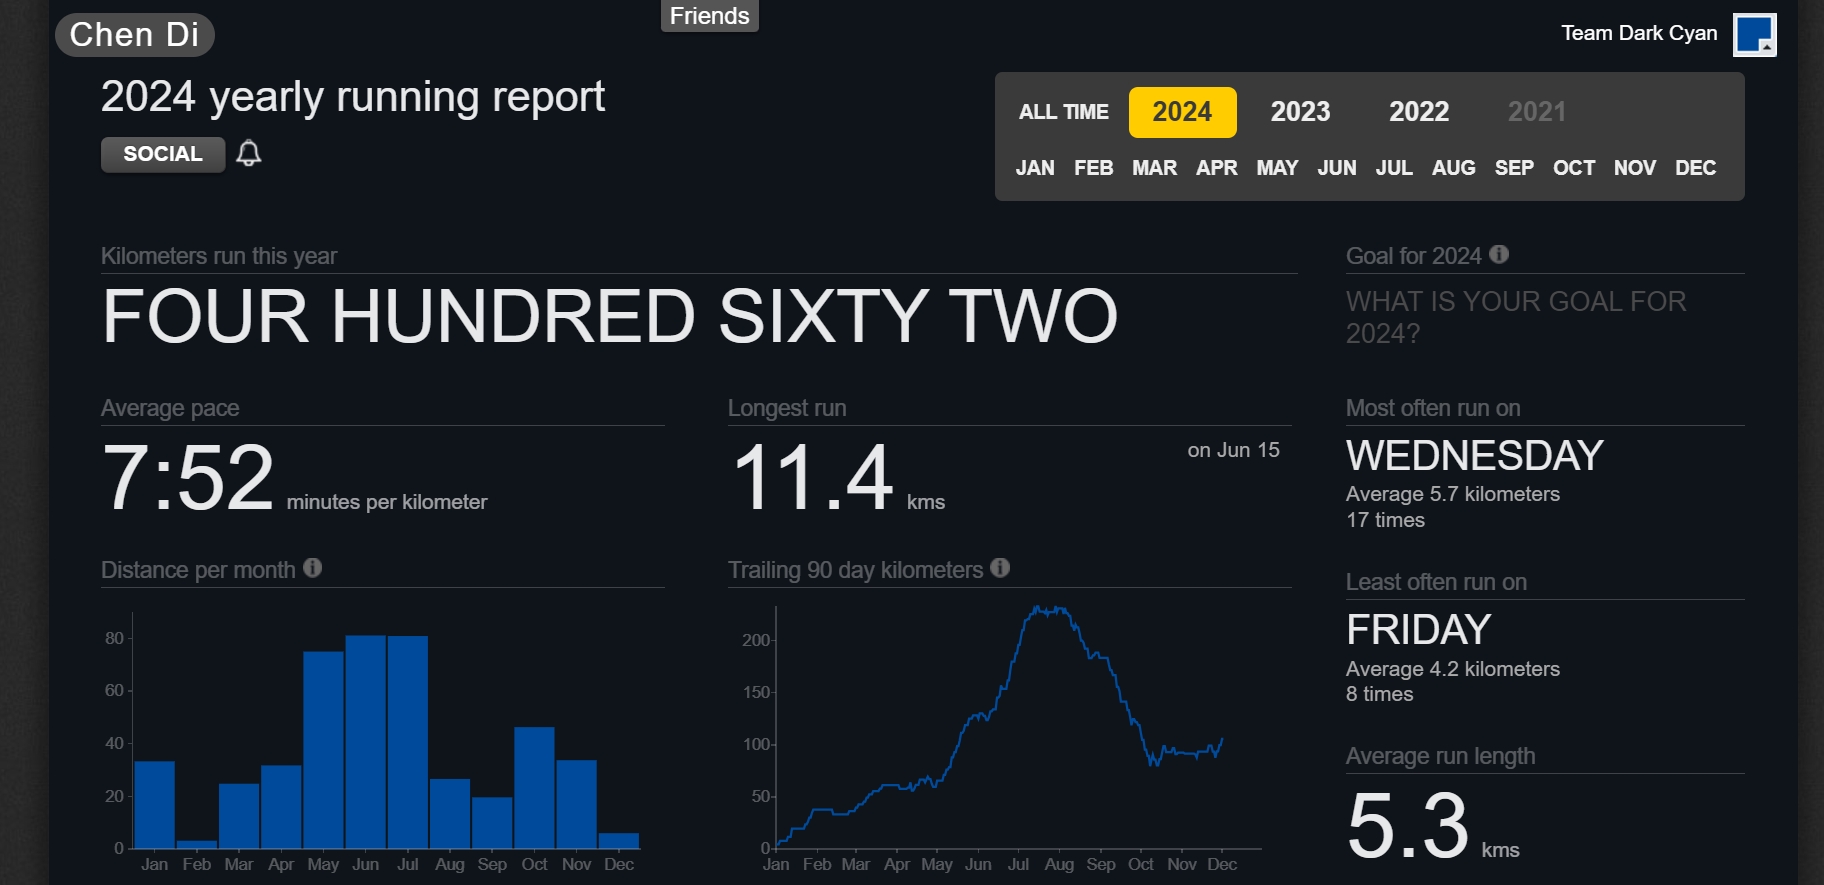 Chen Di
Friends
Team Dark Cyan
2024 yearly running report
SOCIAL
ALL TIME 2024 2023 2022 2021
JAN FEB MAR APR MAY JUN JUL AUG SEP OCT NOV DEC
Kilometers run this year
FOUR HUNDRED SIXTY TWO
Goal for 2024
WHAT IS YOUR GOAL FOR
2024?
Average pace
7:52 minutes per kilometer
Longest run
11.4 kms
on Jun 15
Most often run on
WEDNESDAY
Average 5.7 kilometers
17 times
Distance per month
80
60
40
20
0
Jan Feb Mar Apr May Jun Jul Aug Sep Oct Nov Dec
Trailing 90 day kilometers
200
150
100
50
0
Jan Feb Mar Apr May Jun Jul Aug Sep Oct Nov Dec
Least often run on
FRIDAY
Average 4.2 kilometers
8 times
Average run length
5.3 kms